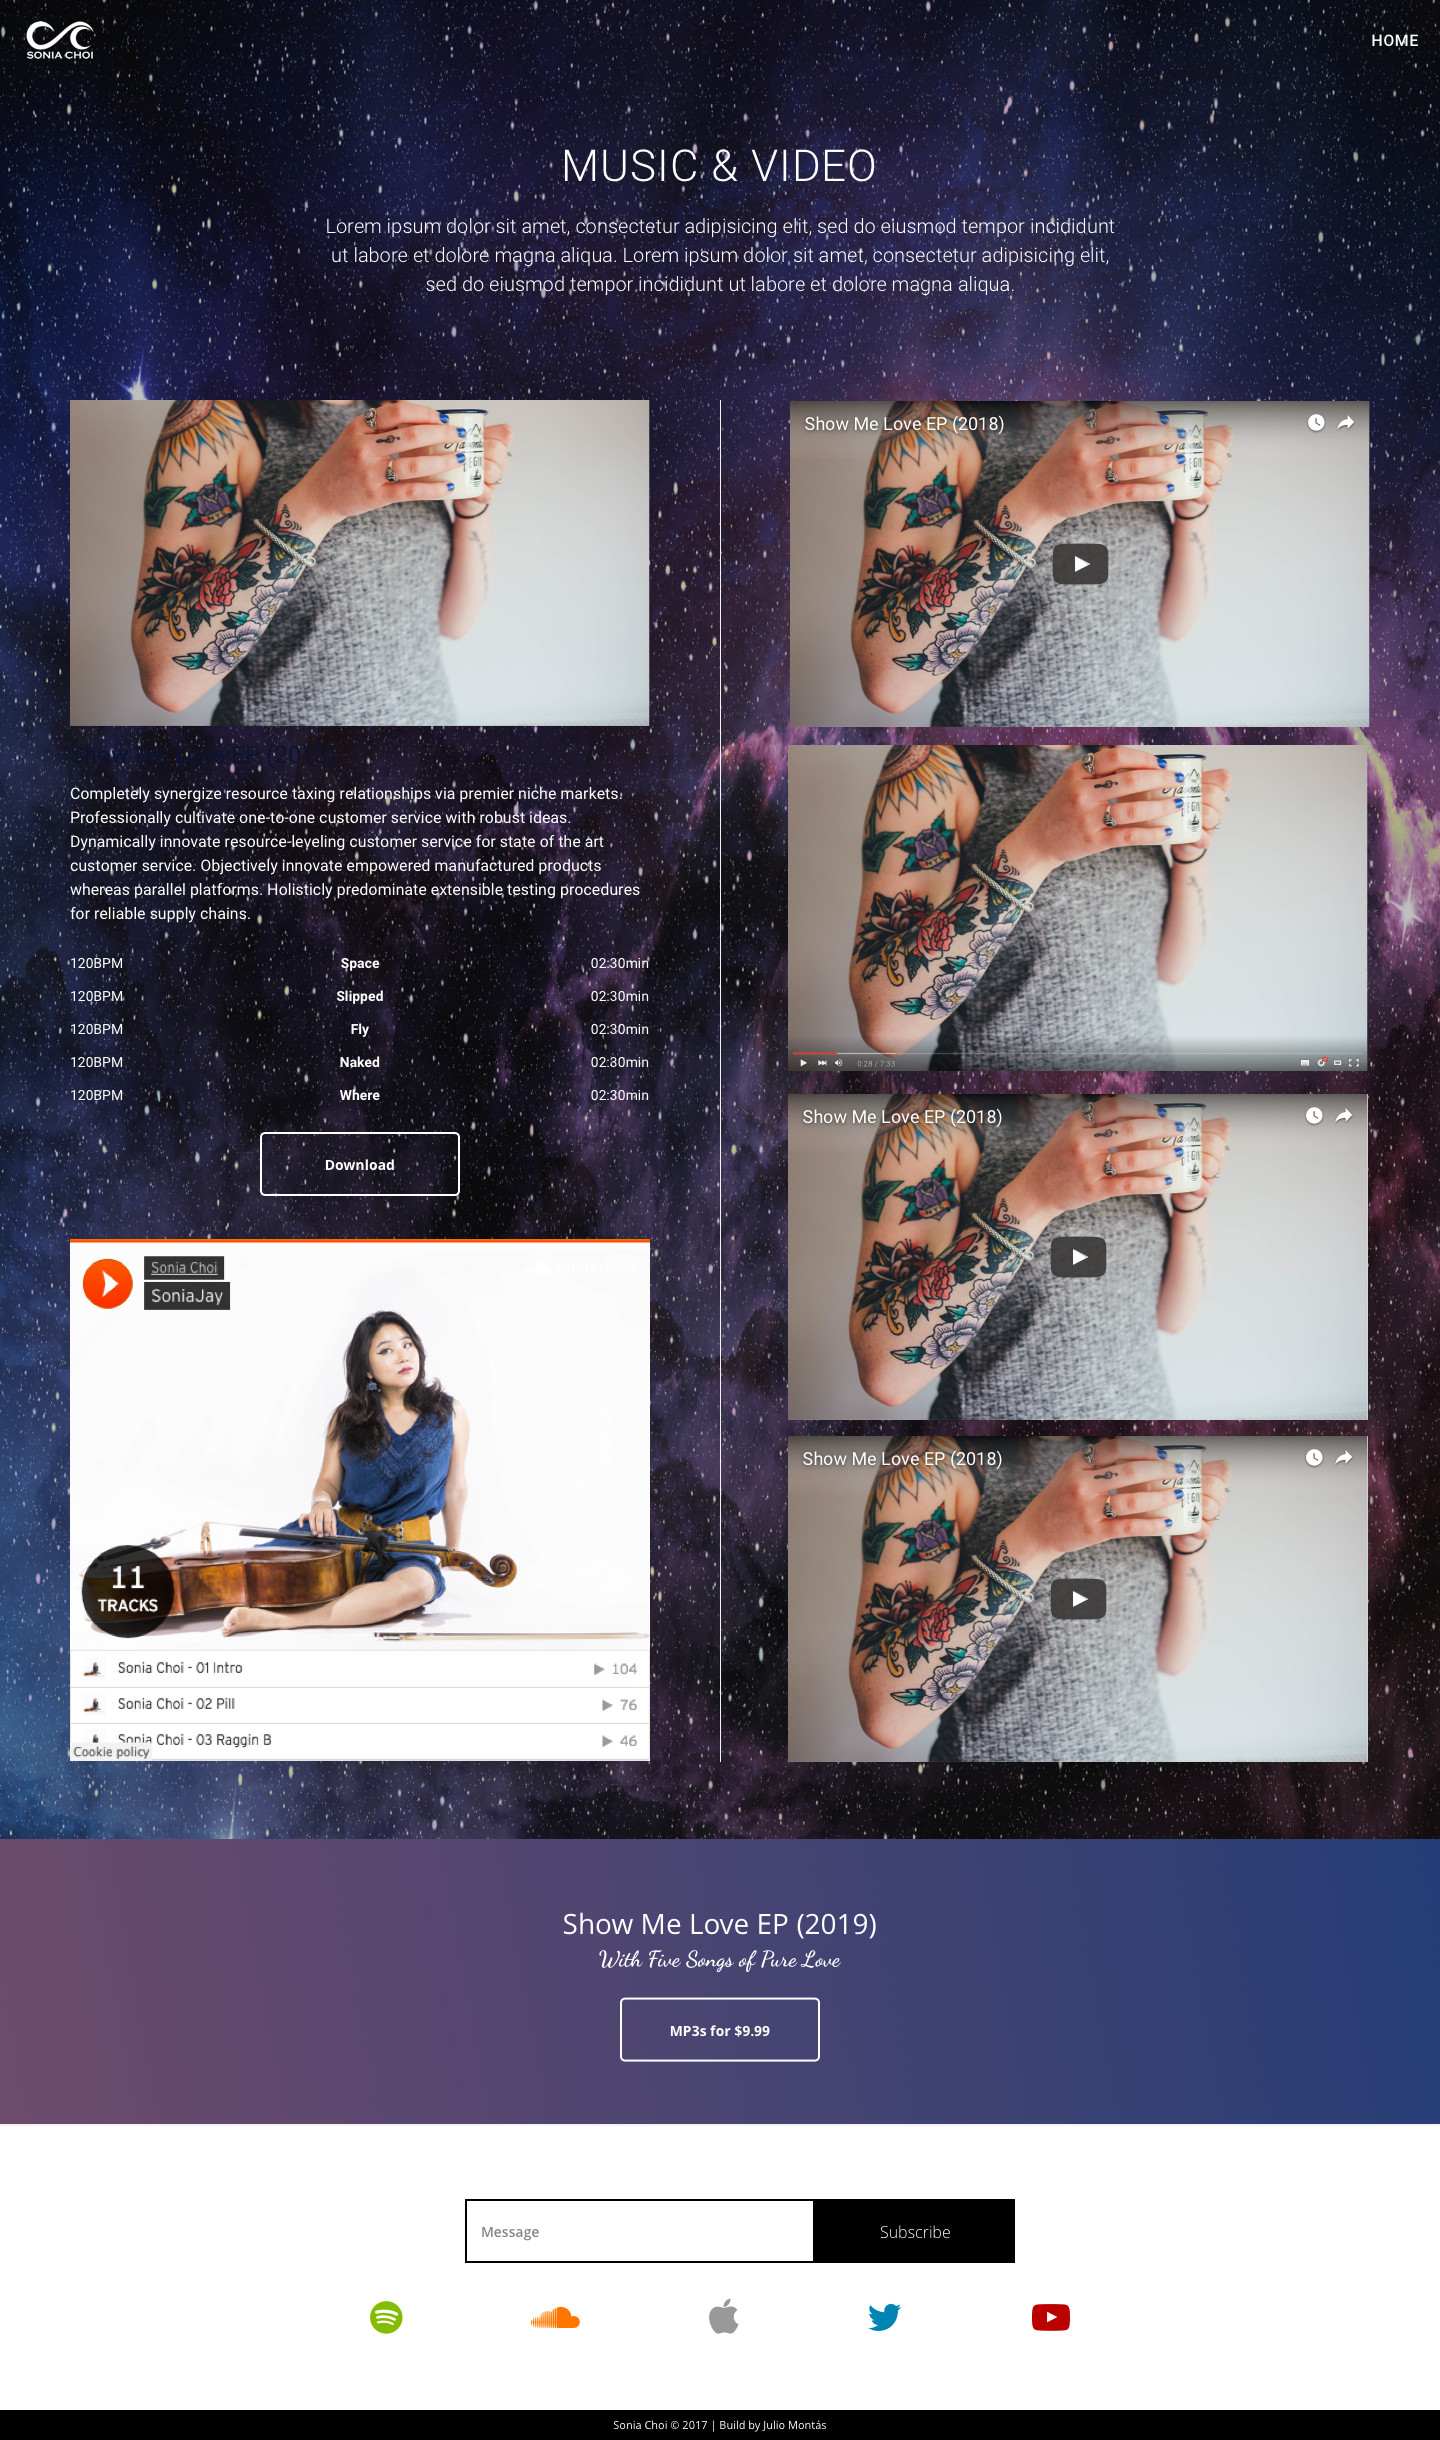 SONIA CHOI
HOME
MUSIC & VIDEO
Lorem ipsum dolor sit amet, consectetur adipisicing elit, sed do eiusmod tempor incididunt
ut labore et dolore magna aliqua. Lorem ipsum dolor sit amet, consectetur adipisicing elit,
sed do eiusmod tempor incididunt ut labore et dolore magna aliqua.
Completely synergize resource taxing relationships via premier niche markets.
Professionally cultivate one-to-one customer service with robust ideas.
Dynamically innovate resource-leveling customer service for state of the art
customer service. Objectively innovate empowered manufactured products
whereas parallel platforms. Holisticly predominate extensible testing procedures
for reliable supply chains.
120BPM Space 02:30min
120BPM Slipped 02:30min
120BPM Fly 02:30min
120BPM Naked 02:30min
120BPM Where 02:30min
Download
Sonia Choi
SoniaJay
11
TRACKS
Sonia Choi - 01 Intro 104
Sonia Choi - 02 Pill 76
Sonia Choi - 03 Raggin B 46
Cookie policy
Show Me Love EP (2018)
0:28 / 7:33
Show Me Love EP (2018)
Show Me Love EP (2018)
Show Me Love EP (2019)
With Five Songs of Pure Love
MP3s for $9.99
Message
Subscribe
Sonia Choi © 2017 | Build by Julio Montás